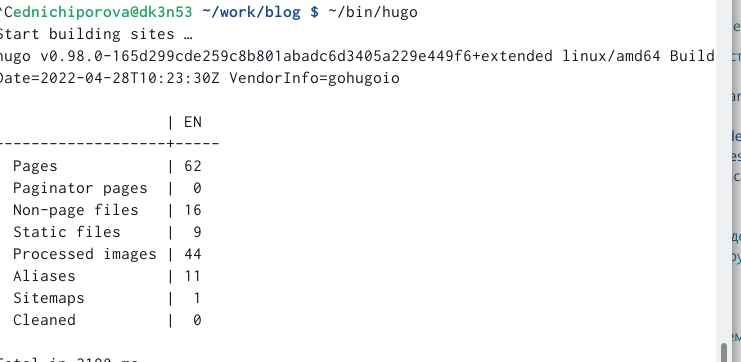 ^Cednichiporova@dk3n53 ~/work/blog $ ~/bin/hugo
Start building sites …
hugo v0.98.0-165d299cde259c8b801abadc6d3405a229e449f6+extended linux/amd64 Build
Date=2022-04-28T10:23:30Z VendorInfo=gohugoio
| EN
-------------------+-----
Pages | 62
Paginator pages | 0
Non-page files | 16
Static files | 9
Processed images | 44
Aliases | 11
Sitemaps | 1
Cleaned | 0